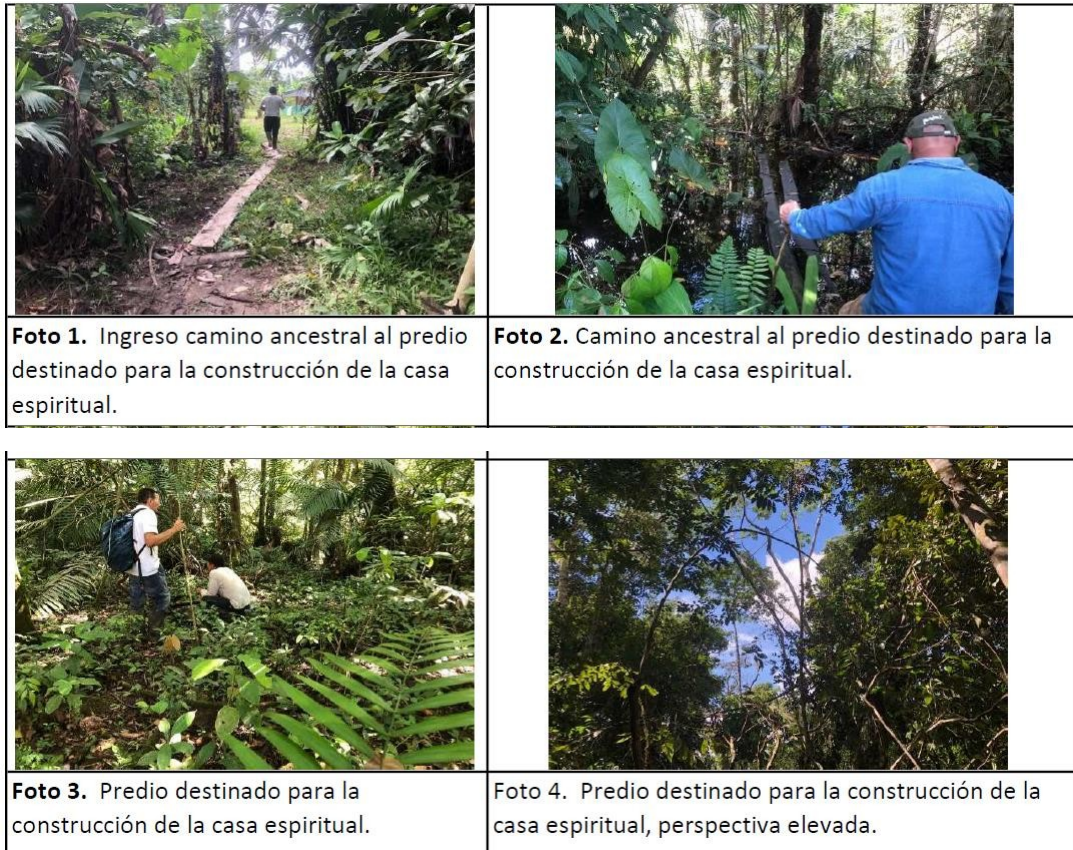 Foto 1. Ingreso camino ancestral al predio
destinado para la construcción de la casa
espiritual.
Foto 2. Camino ancestral al predio destinado para la
construcción de la casa espiritual.
Foto 3. Predio destinado para la
construcción de la casa espiritual.
Foto 4. Predio destinado para la construcción de la
casa espiritual, perspectiva elevada.